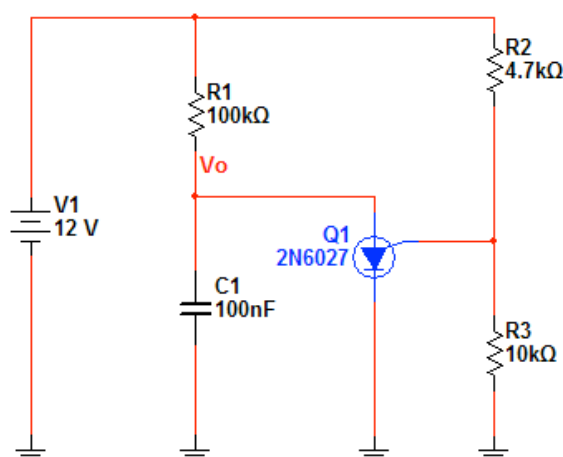 R2
4.7kΩ
R1
100kΩ
Vo
V1
12 V
Q1
2N6027
C1
100nF
R3
10kΩ